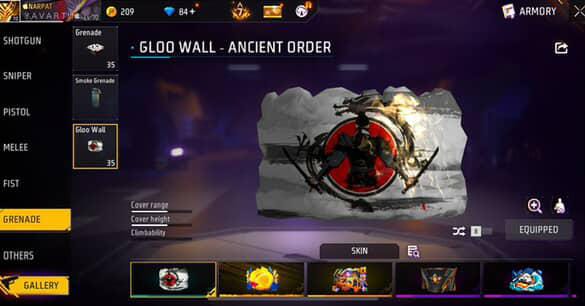 NARPAT
209
84+
ARMORY
SHOTGUN
SNIPER
PISTOL
MELEE
FIST
GRENADE
OTHERS
GALLERY
Grenade
35
Smoke Grenade
Gloo Wall
35
GLOO WALL - ANCIENT ORDER
Cover range
Cover height
Climbability
8
EQUIPPED
SKIN